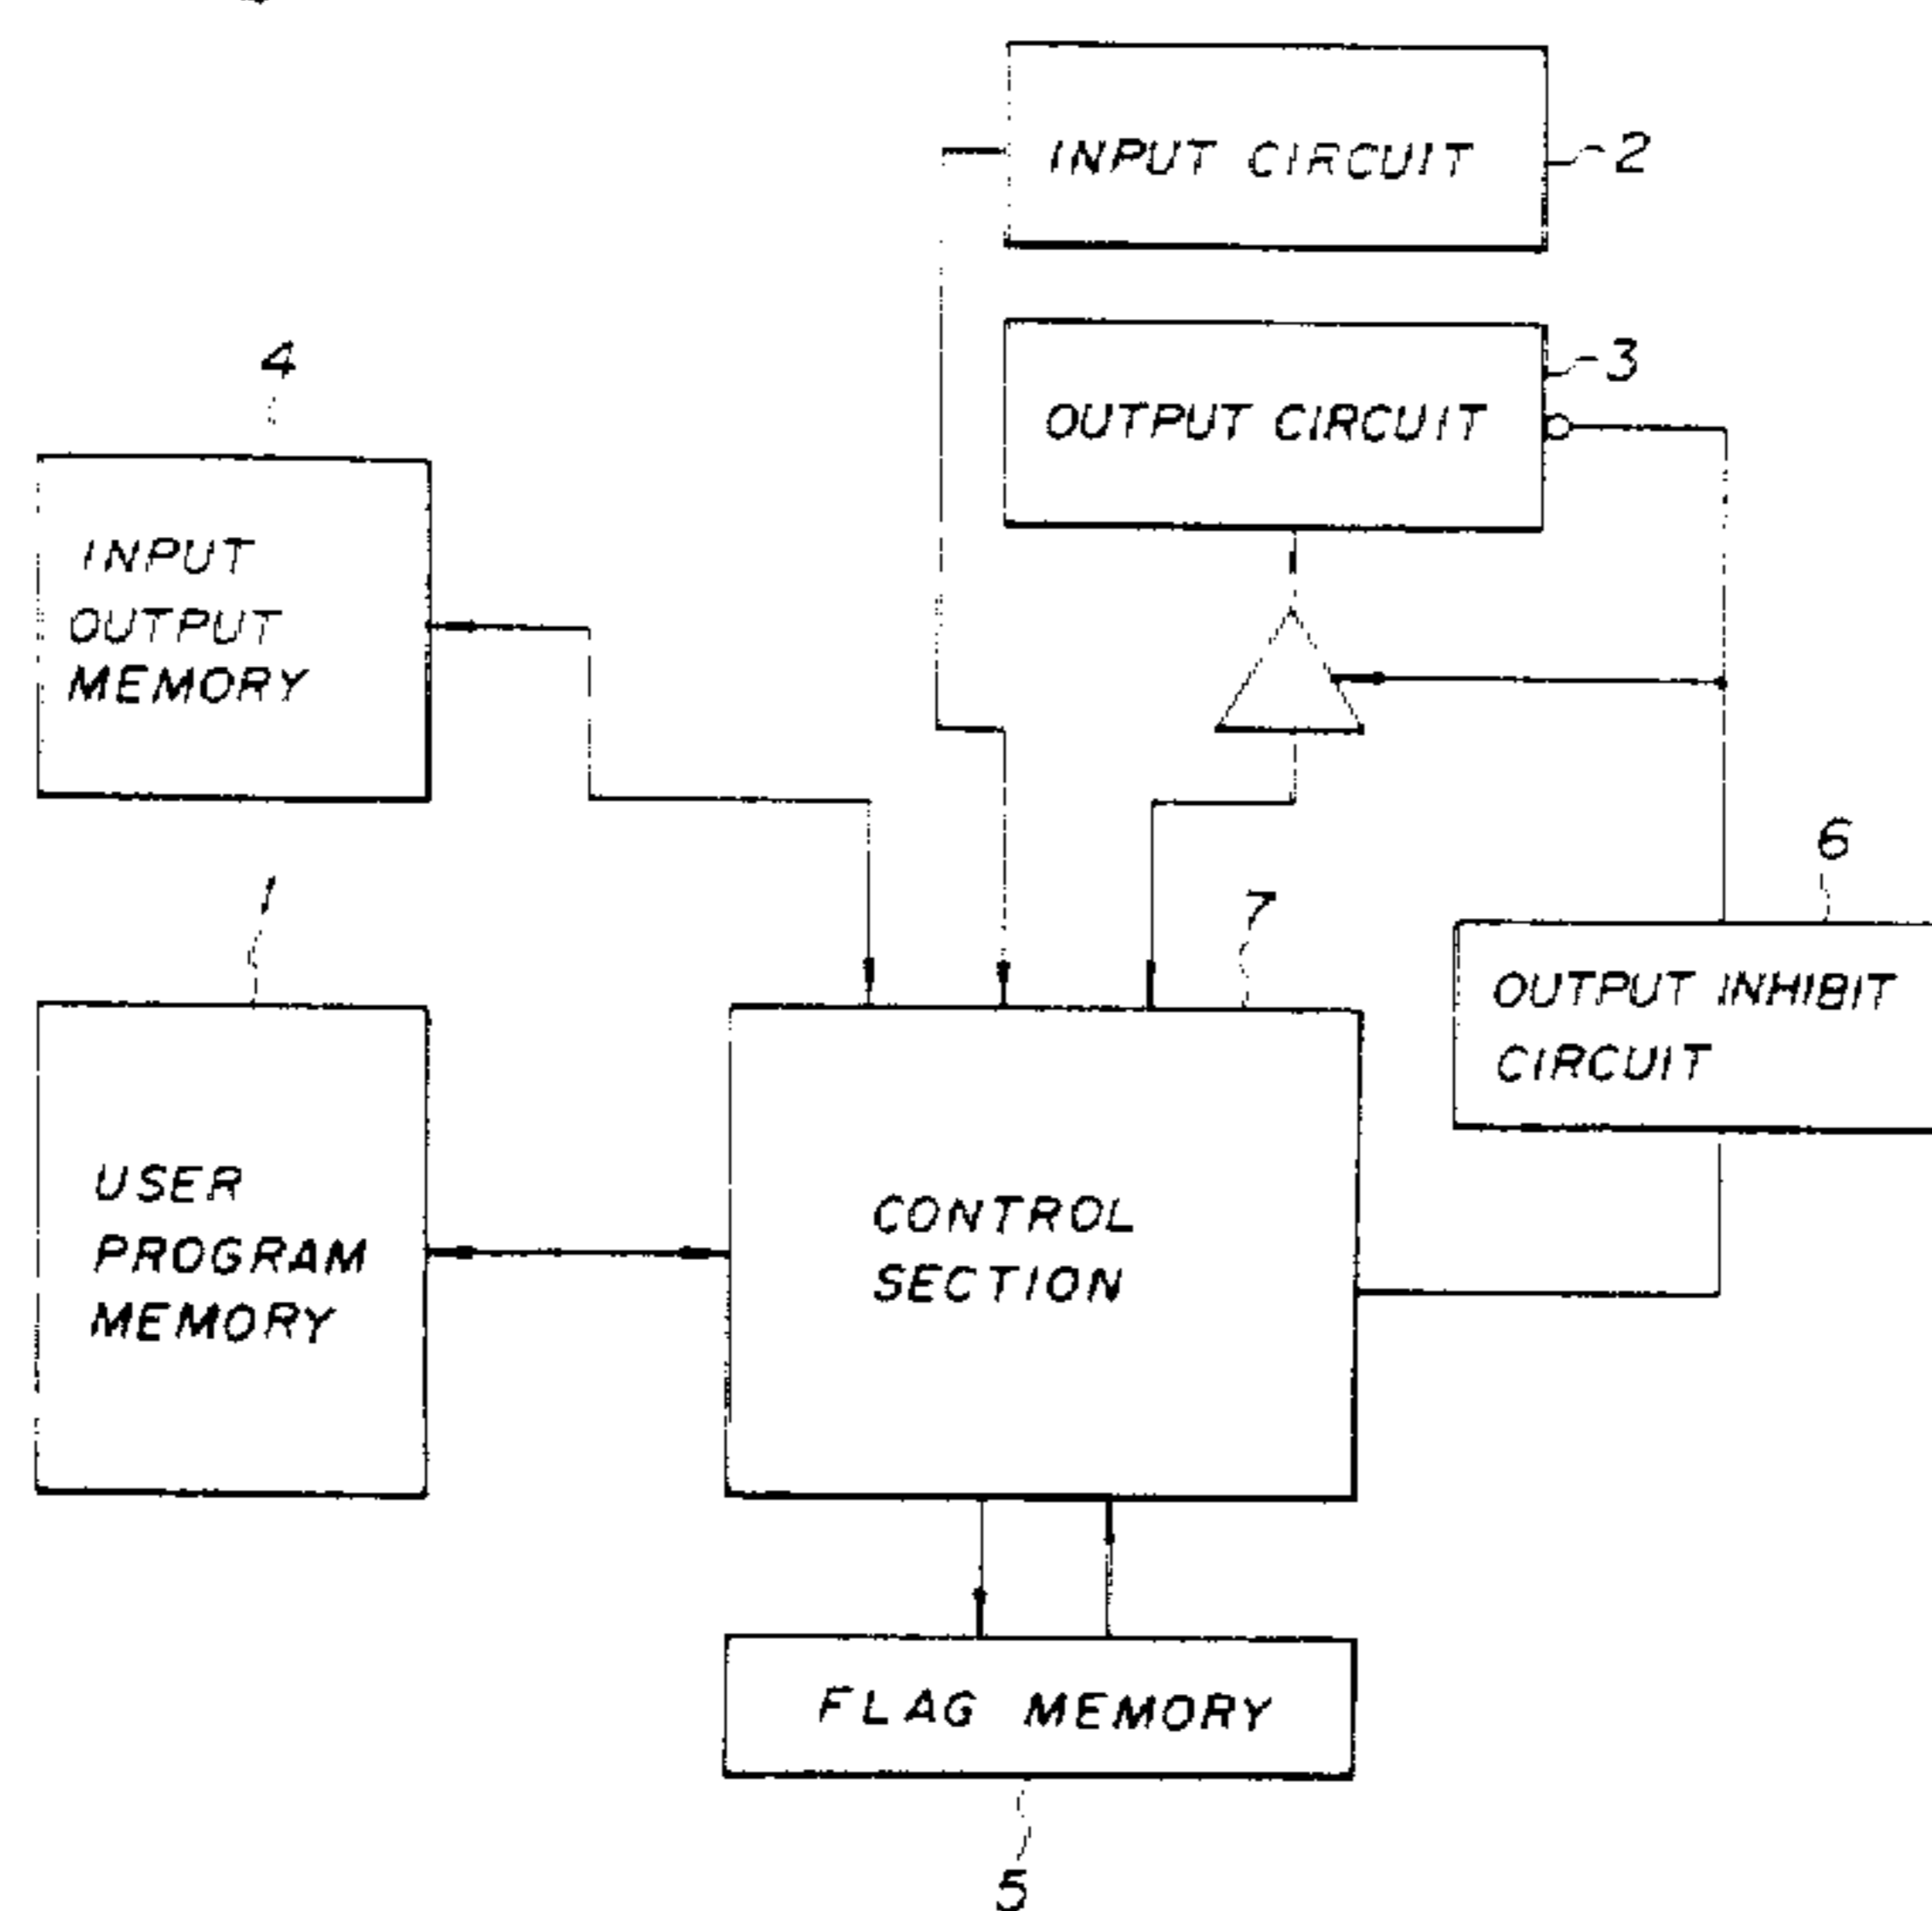 INPUT CIRCUIT
2
OUTPUT CIRCUIT
3
4
INPUT
OUTPUT
MEMORY
1
USER
PROGRAM
MEMORY
7
CONTROL
SECTION
6
OUTPUT INHIBIT
CIRCUIT
FLAG MEMORY
5